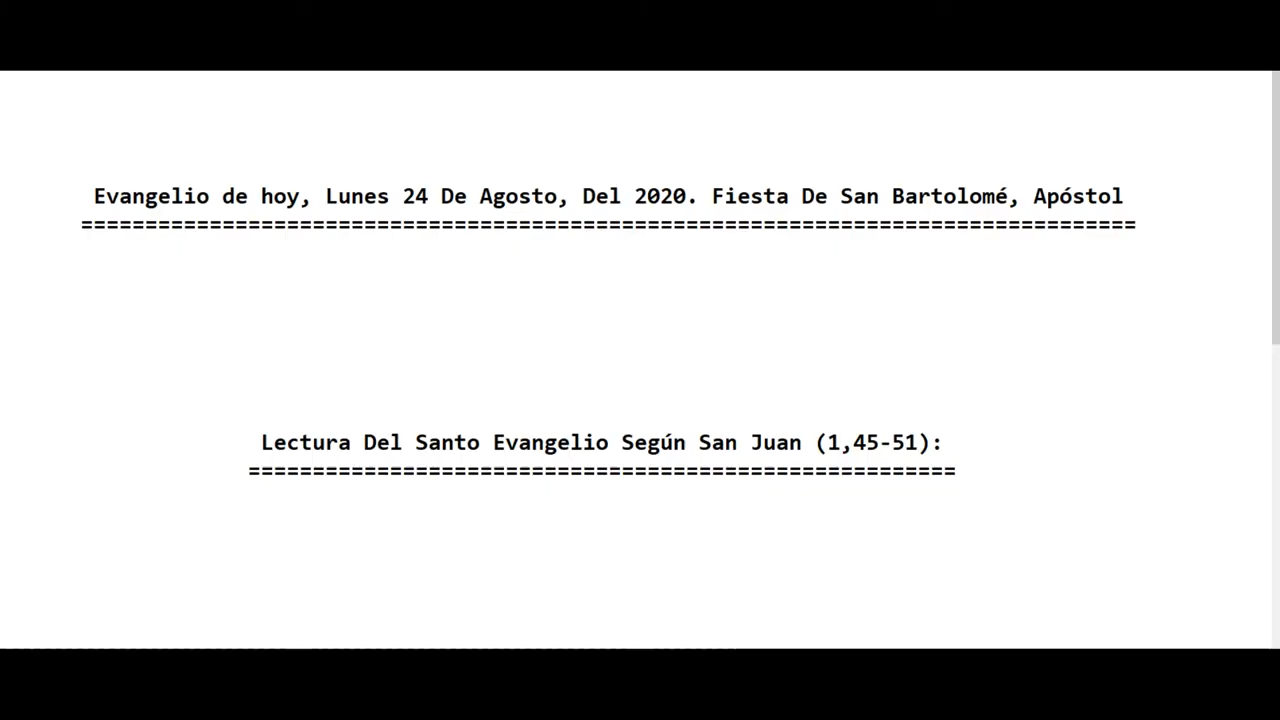 Evangelio de hoy, Lunes 24 De Agosto, Del 2020. Fiesta De San Bartolomé, Apóstol
==================================================================================
Lectura Del Santo Evangelio Según San Juan (1,45-51):
=======================================================